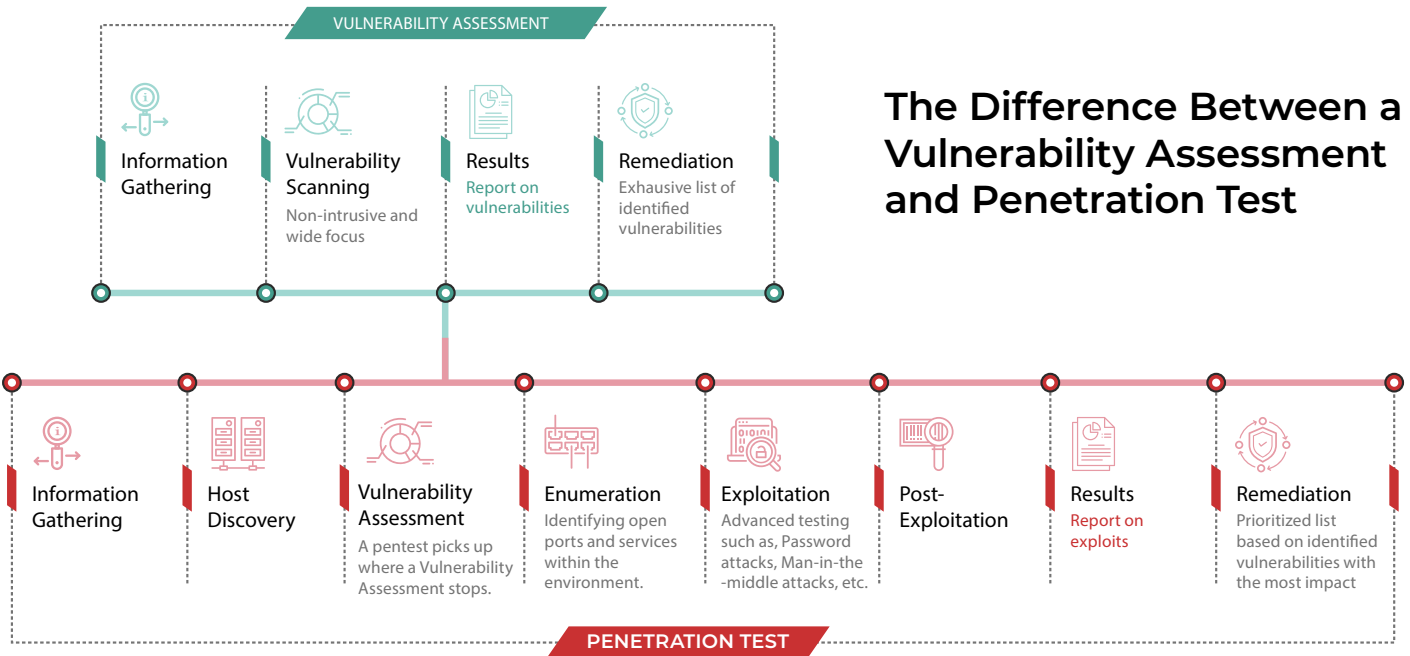 VULNERABILITY ASSESSMENT
The Difference Between a
Vulnerability Assessment
and Penetration Test
Information
Gathering
Vulnerability
Scanning
Non-intrusive and
wide focus
Results
Report on
vulnerabilities
Remediation
Exhausive list of
identified
vulnerabilities
Information
Gathering
Host
Discovery
Vulnerability
Assessment
A pentest picks up
where a Vulnerability
Assessment stops.
Enumeration
Identifying open
ports and services
within the
environment.
Exploitation
Advanced testing
such as, Password
attacks, Man-in-the
-middle attacks, etc.
Post-
Exploitation
Results
Report on
exploits
Remediation
Prioritized list
based on identified
vulnerabilities with
the most impact
PENETRATION TEST